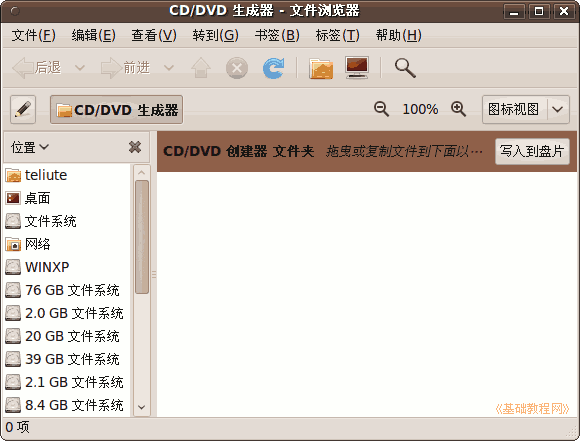 CD/DVD 生成器 - 文件浏览器
文件(F) 编辑(E) 查看(V) 转到(G) 书签(B) 标签(T) 帮助(H)
后退 前进
CD/DVD 生成器 100% 图标视图
位置
CD/DVD 创建器 文件夹 拖曳或复制文件到下面以… 写入到盘片
teliute
桌面
文件系统
网络
WINXP
76 GB 文件系统
2.0 GB 文件系统
20 GB 文件系统
39 GB 文件系统
2.1 GB 文件系统
8.4 GB 文件系统
《基础教程网》
0 项